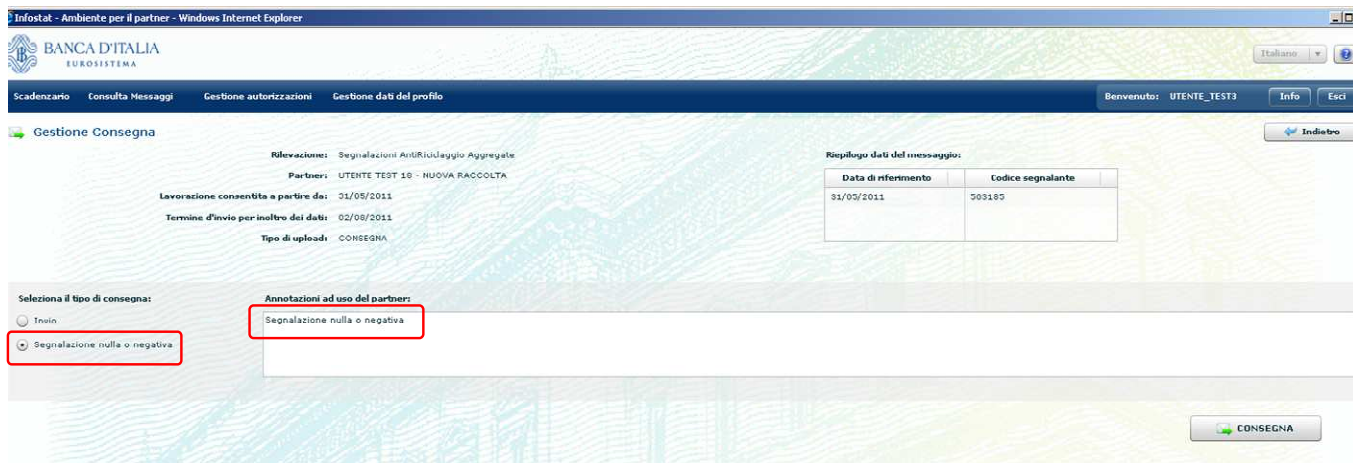 Infostat - Ambiente per il partner - Windows Internet Explorer
BANCA D'ITALIA
EUROSISTEMA
Italiano
Scadenzario Consulta Messaggi Gestione autorizzazioni Gestione dati del profilo Benvenuto: UTENTE_TEST3 Info Esci
Gestione Consegna
Indietro
Rilevazione: Segnalazioni AntiRiciclaggio Aggregate
Partner: UTENTE TEST 18 - NUOVA RACCOLTA
Lavorazione consentita a partire da: 31/05/2011
Termine d'invio per inoltro dei dati: 02/08/2011
Tipo di upload: CONSEGNA
Riepilogo dati del messaggio:
Data di riferimento Codice segnalante
31/05/2011 503185
Seleziona il tipo di consegna: Annotazioni ad uso del partner:
Invio
Segnalazione nulla o negativa
Segnalazione nulla o negativa
CONSEGNA